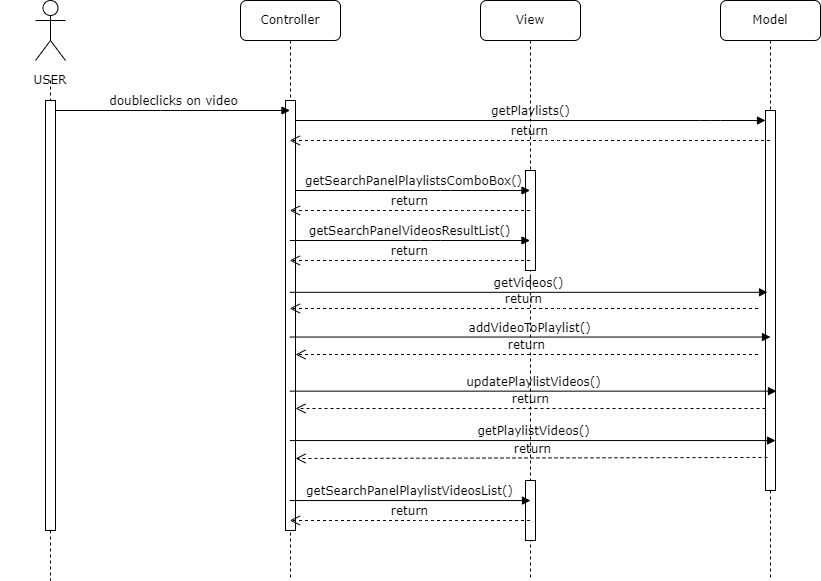 Controller
View
Model
USER
doubleclicks on video
getPlaylists()
return
getSearchPanelPlaylistsComboBox()
return
getSearchPanelVideosResultList()
return
getVideos()
return
addVideoToPlaylist()
return
updatePlaylistVideos()
return
getPlaylistVideos()
return
getSearchPanelPlaylistVideosList()
return